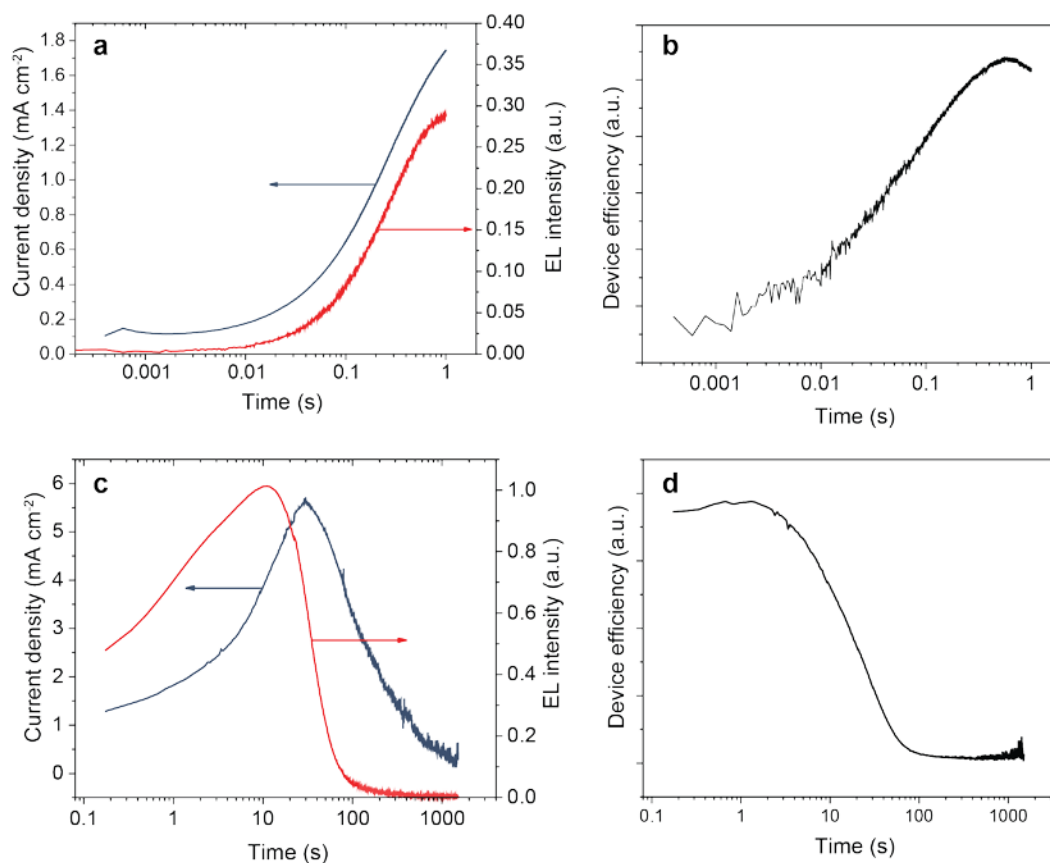 a
Current density (mA cm⁻²)
1.8
1.6
1.4
1.2
1.0
0.8
0.6
0.4
0.2
0.0
0.40
0.35
0.30
0.25
0.20
0.15
0.10
0.05
0.00
EL intensity (a.u.)
0.001 0.01 0.1 1
Time (s)
b
Device efficiency (a.u.)
0.001 0.01 0.1 1
Time (s)
c
Current density (mA cm⁻²)
6
5
4
3
2
1
0
1.0
0.8
0.6
0.4
0.2
0.0
EL intensity (a.u.)
0.1 1 10 100 1000
Time (s)
d
Device efficiency (a.u.)
0.1 1 10 100 1000
Time (s)